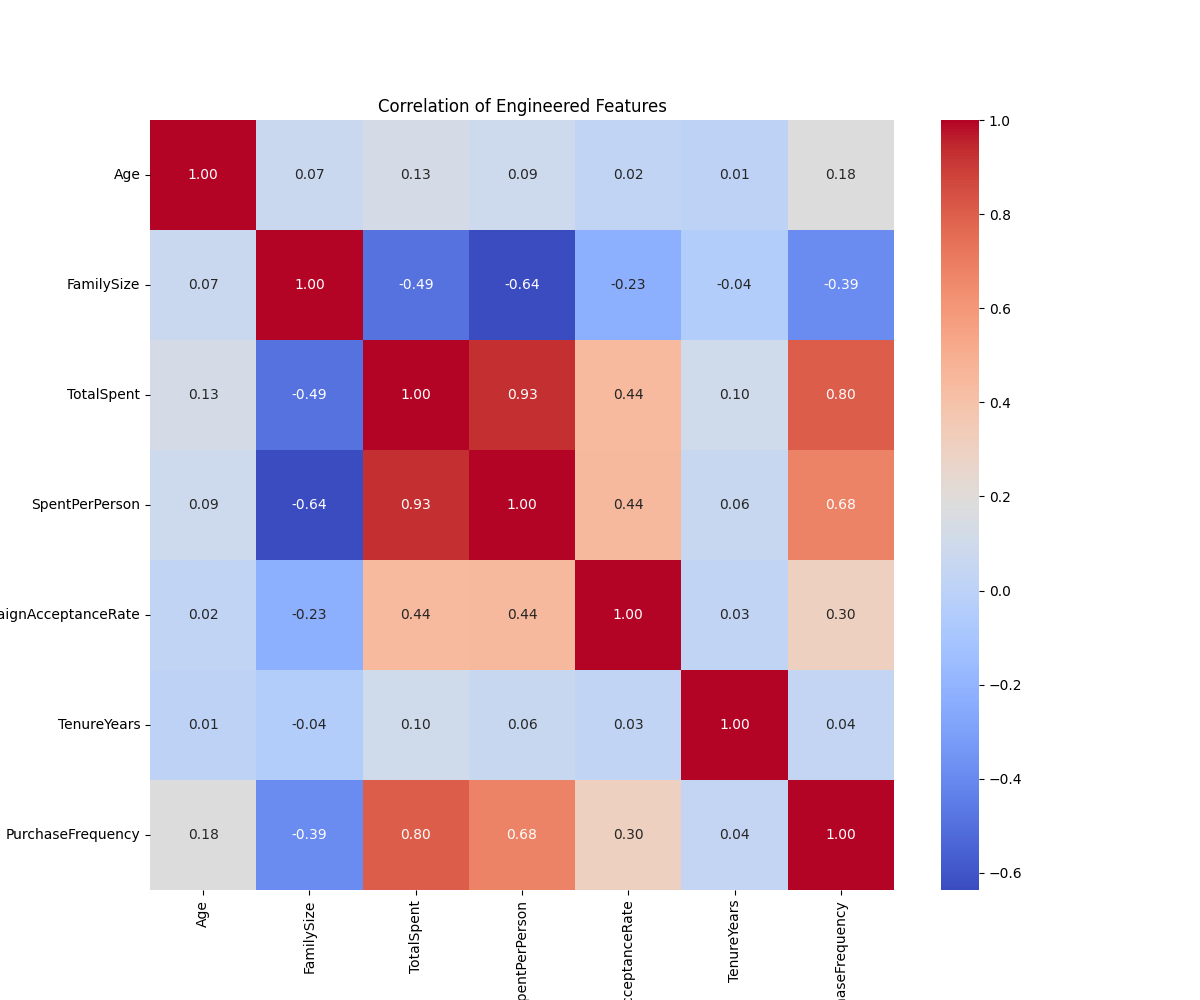 Correlation of Engineered Features
Age 1.00 0.07 0.13 0.09 0.02 0.01 0.18
FamilySize 0.07 1.00 -0.49 -0.64 -0.23 -0.04 -0.39
TotalSpent 0.13 -0.49 1.00 0.93 0.44 0.10 0.80
SpentPerPerson 0.09 -0.64 0.93 1.00 0.44 0.06 0.68
aignAcceptanceRate 0.02 -0.23 0.44 0.44 1.00 0.03 0.30
TenureYears 0.01 -0.04 0.10 0.06 0.03 1.00 0.04
PurchaseFrequency 0.18 -0.39 0.80 0.68 0.30 0.04 1.00
Age
FamilySize
TotalSpent
pentPerPerson
cceptanceRate
TenureYears
haseFrequency
1.0
0.8
0.6
0.4
0.2
0.0
−0.2
−0.4
−0.6